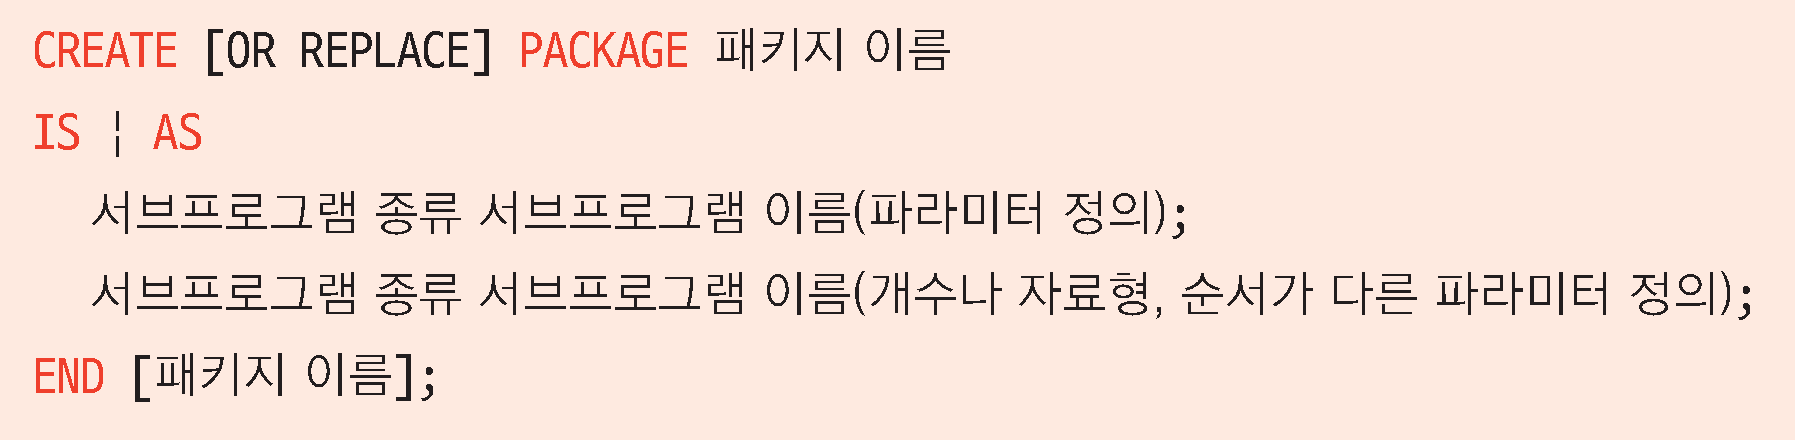 CREATE [OR REPLACE] PACKAGE 패키지 이름
IS ¦ AS
서브프로그램 종류 서브프로그램 이름(파라미터 정의);
서브프로그램 종류 서브프로그램 이름(개수나 자료형, 순서가 다른 파라미터 정의);
END [패키지 이름];